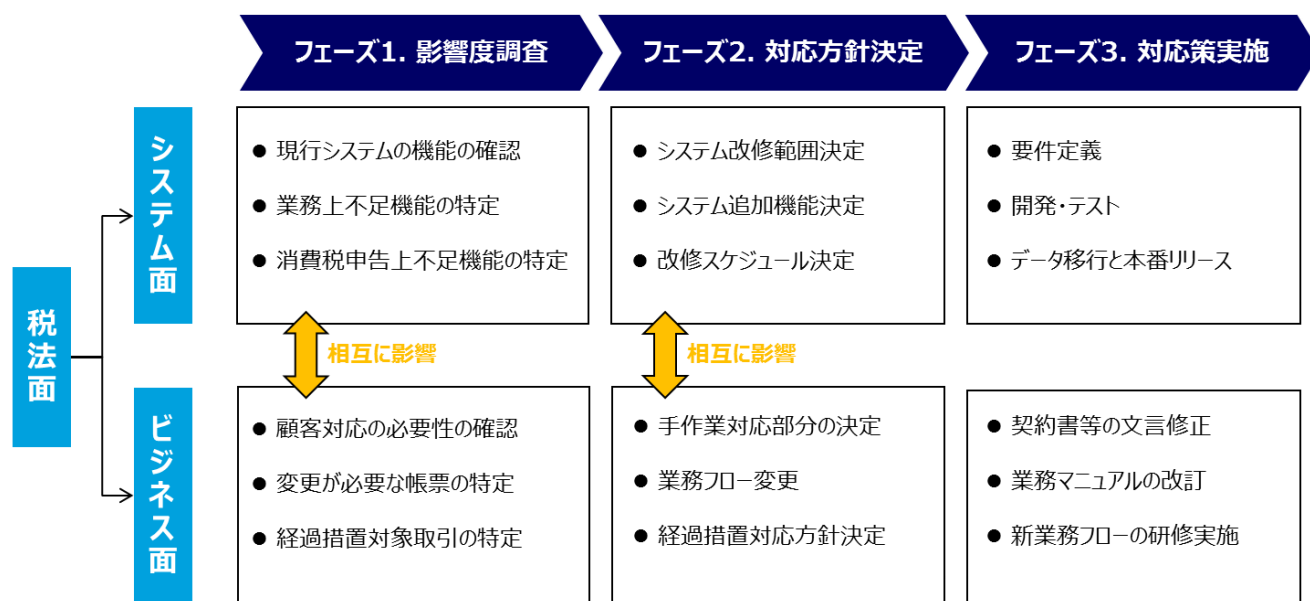 フェーズ1. 影響度調査
フェーズ2. 対応方針決定
フェーズ3. 対応策実施
税法面
システム面
● 現行システムの機能の確認
● 業務上不足機能の特定
● 消費税申告上不足機能の特定
● システム改修範囲決定
● システム追加機能決定
● 改修スケジュール決定
● 要件定義
● 開発・テスト
● データ移行と本番リリース
相互に影響
相互に影響
ビジネス面
● 顧客対応の必要性の確認
● 変更が必要な帳票の特定
● 経過措置対象取引の特定
● 手作業対応部分の決定
● 業務フロー変更
● 経過措置対応方針決定
● 契約書等の文言修正
● 業務マニュアルの改訂
● 新業務フローの研修実施